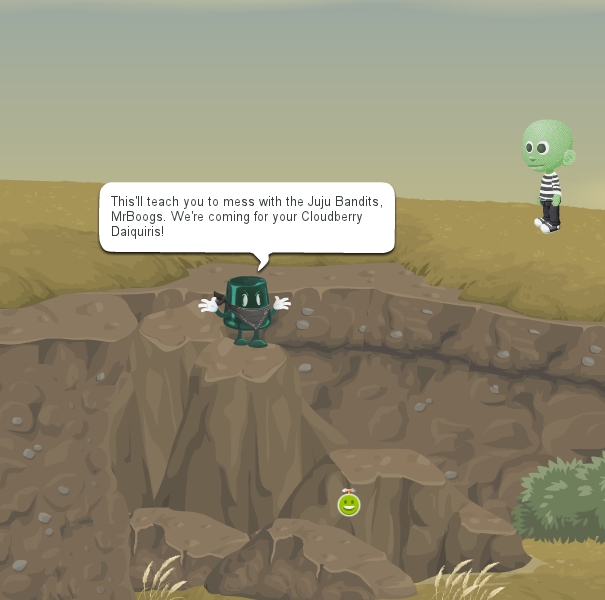 This'll teach you to mess with the Juju Bandits,
MrBoogs. We're coming for your Cloudberry
Daiquiris!